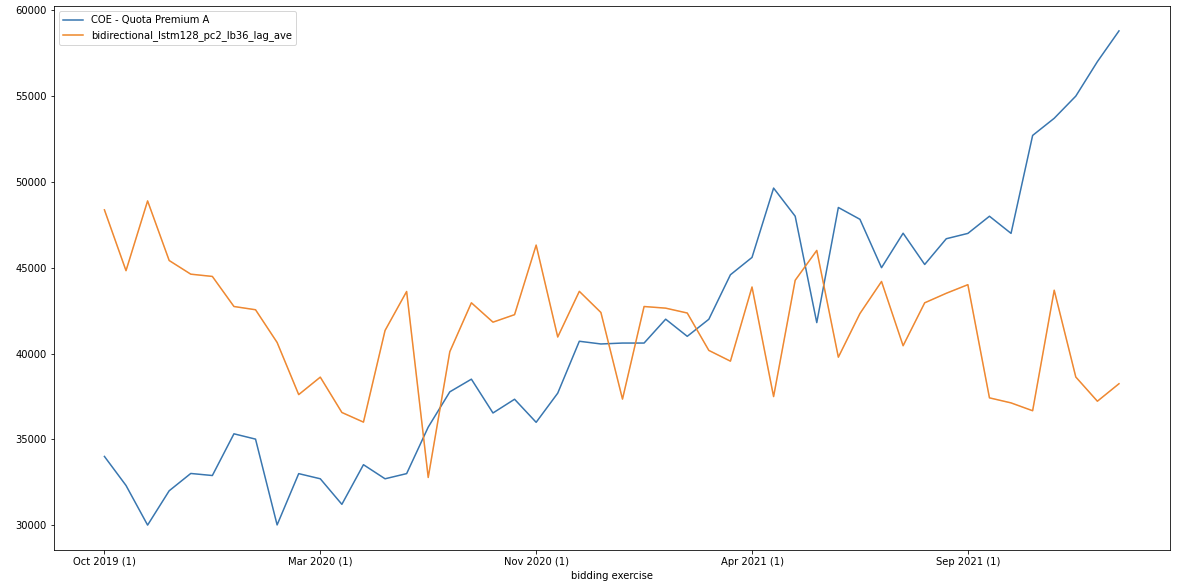 60000
COE - Quota Premium A
bidirectional_lstm128_pc2_lb36_lag_ave
55000
50000
45000
40000
35000
30000
Oct 2019 (1) Mar 2020 (1) Nov 2020 (1) Apr 2021 (1) Sep 2021 (1)
bidding exercise